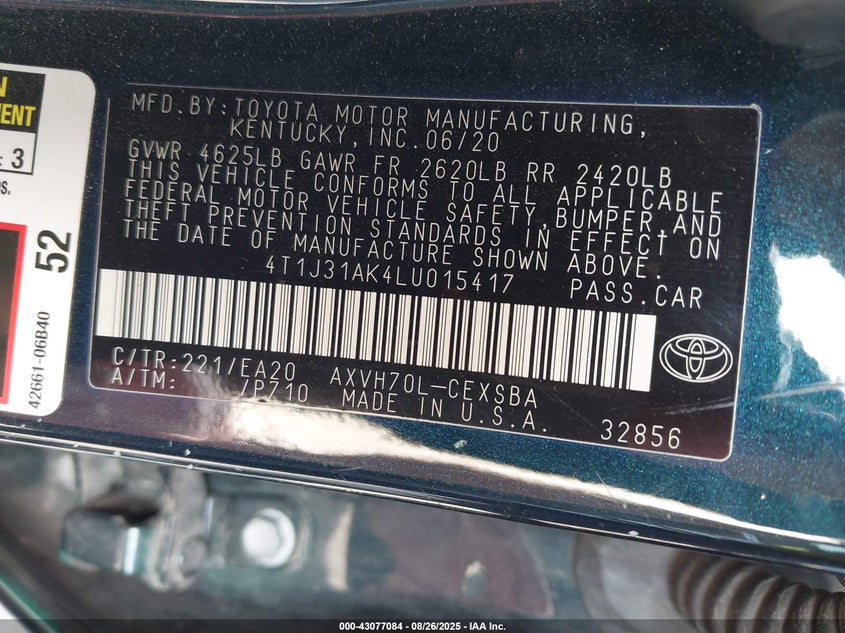 N
EMENT
: 3
S.
52
42661-06B40
MFD.BY:TOYOTA MOTOR MANUFACTURING,
KENTUCKY,INC.06/20
GVWR 4625LB GAWR FR 2620LB RR 2420LB
THIS VEHICLE CONFORMS TO ALL APPLICABLE
FEDERAL MOTOR VEHICLE SAFETY,BUMPER,AND
THEFT PREVENTION STANDARDS IN EFFECT ON
THE DATE OF MANUFACTURE SHOWN ABOVE.
4T1J31AK4LU015417 PASS.CAR
C/TR:221/EA20 AXVH70L-CEXSBA
A/TM: /P710 MADE IN U.S.A. 32856
000-43077084 - 08/26/2025 - IAA Inc.